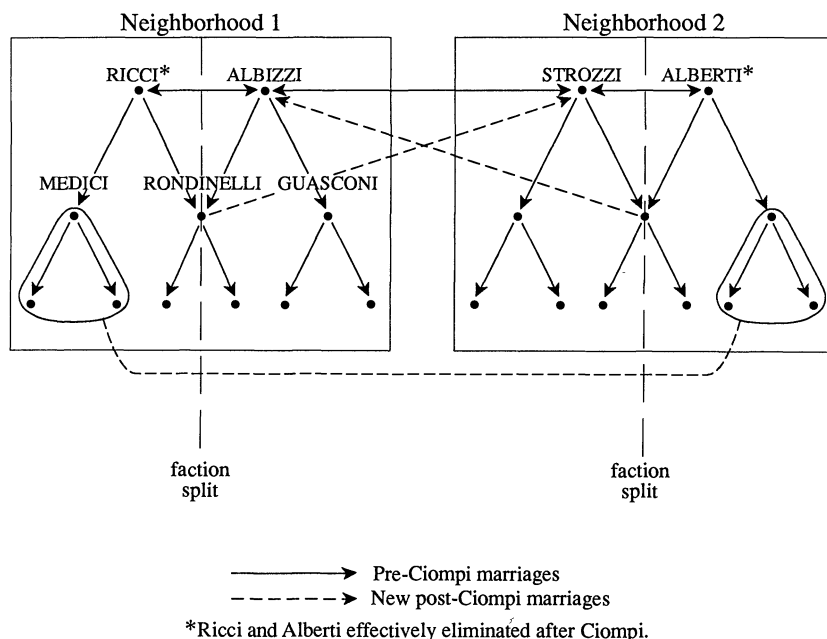 Neighborhood 1
Neighborhood 2
RICCI*
ALBIZZI
STROZZI
ALBERTI*
MEDICI
RONDINELLI
GUASCONI
faction
split
faction
split
Pre-Ciompi marriages
New post-Ciompi marriages
*Ricci and Alberti effectively eliminated after Ciompi.